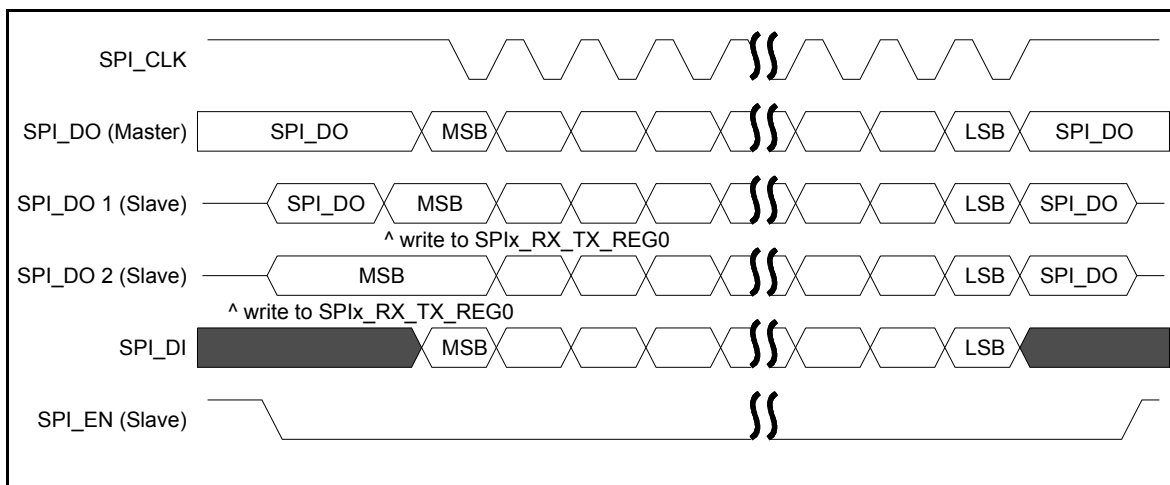 SPI_CLK
SPI_DO (Master) SPI_DO MSB LSB SPI_DO
SPI_DO 1 (Slave) SPI_DO MSB LSB SPI_DO
^ write to SPIx_RX_TX_REG0
SPI_DO 2 (Slave) MSB LSB SPI_DO
^ write to SPIx_RX_TX_REG0
SPI_DI MSB LSB
SPI_EN (Slave)